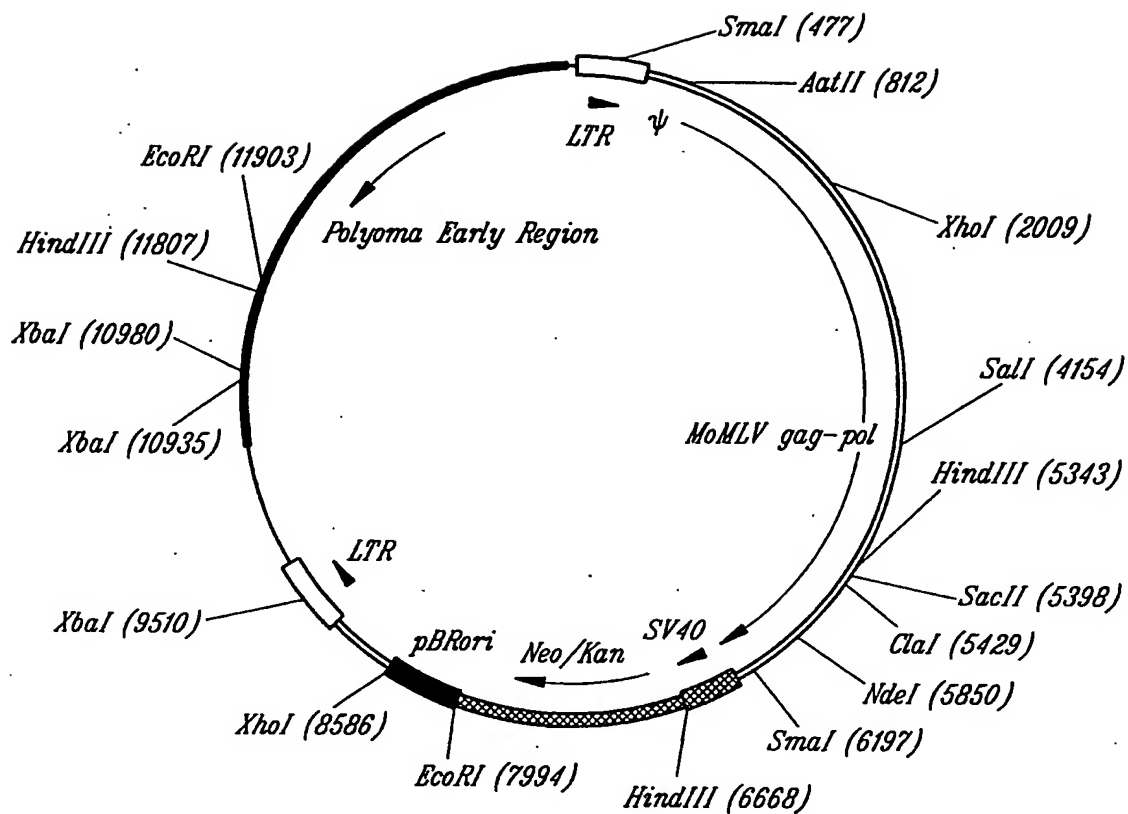 SmaI (477)
AatII (812)
LTR
ψ
EcoRI (11903)
XhoI (2009)
HindIII (11807)
Polyoma Early Region
XbaI (10980)
SalI (4154)
XbaI (10935)
MoMLV gag-pol
HindIII (5343)
LTR
SacII (5398)
XbaI (9510)
SV40
ClaI (5429)
pBRori
Neo/Kan
NdeI (5850)
XhoI (8586)
SmaI (6197)
EcoRI (7994)
HindIII (6668)